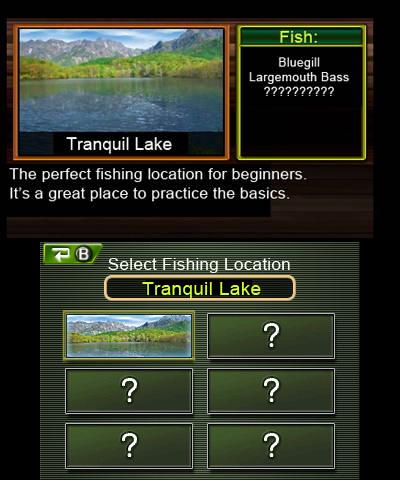 Fish:
Bluegill
Largemouth Bass
??????????
Tranquil Lake
The perfect fishing location for beginners.
It's a great place to practice the basics.
B
Select Fishing Location
Tranquil Lake
?
? ?
? ?